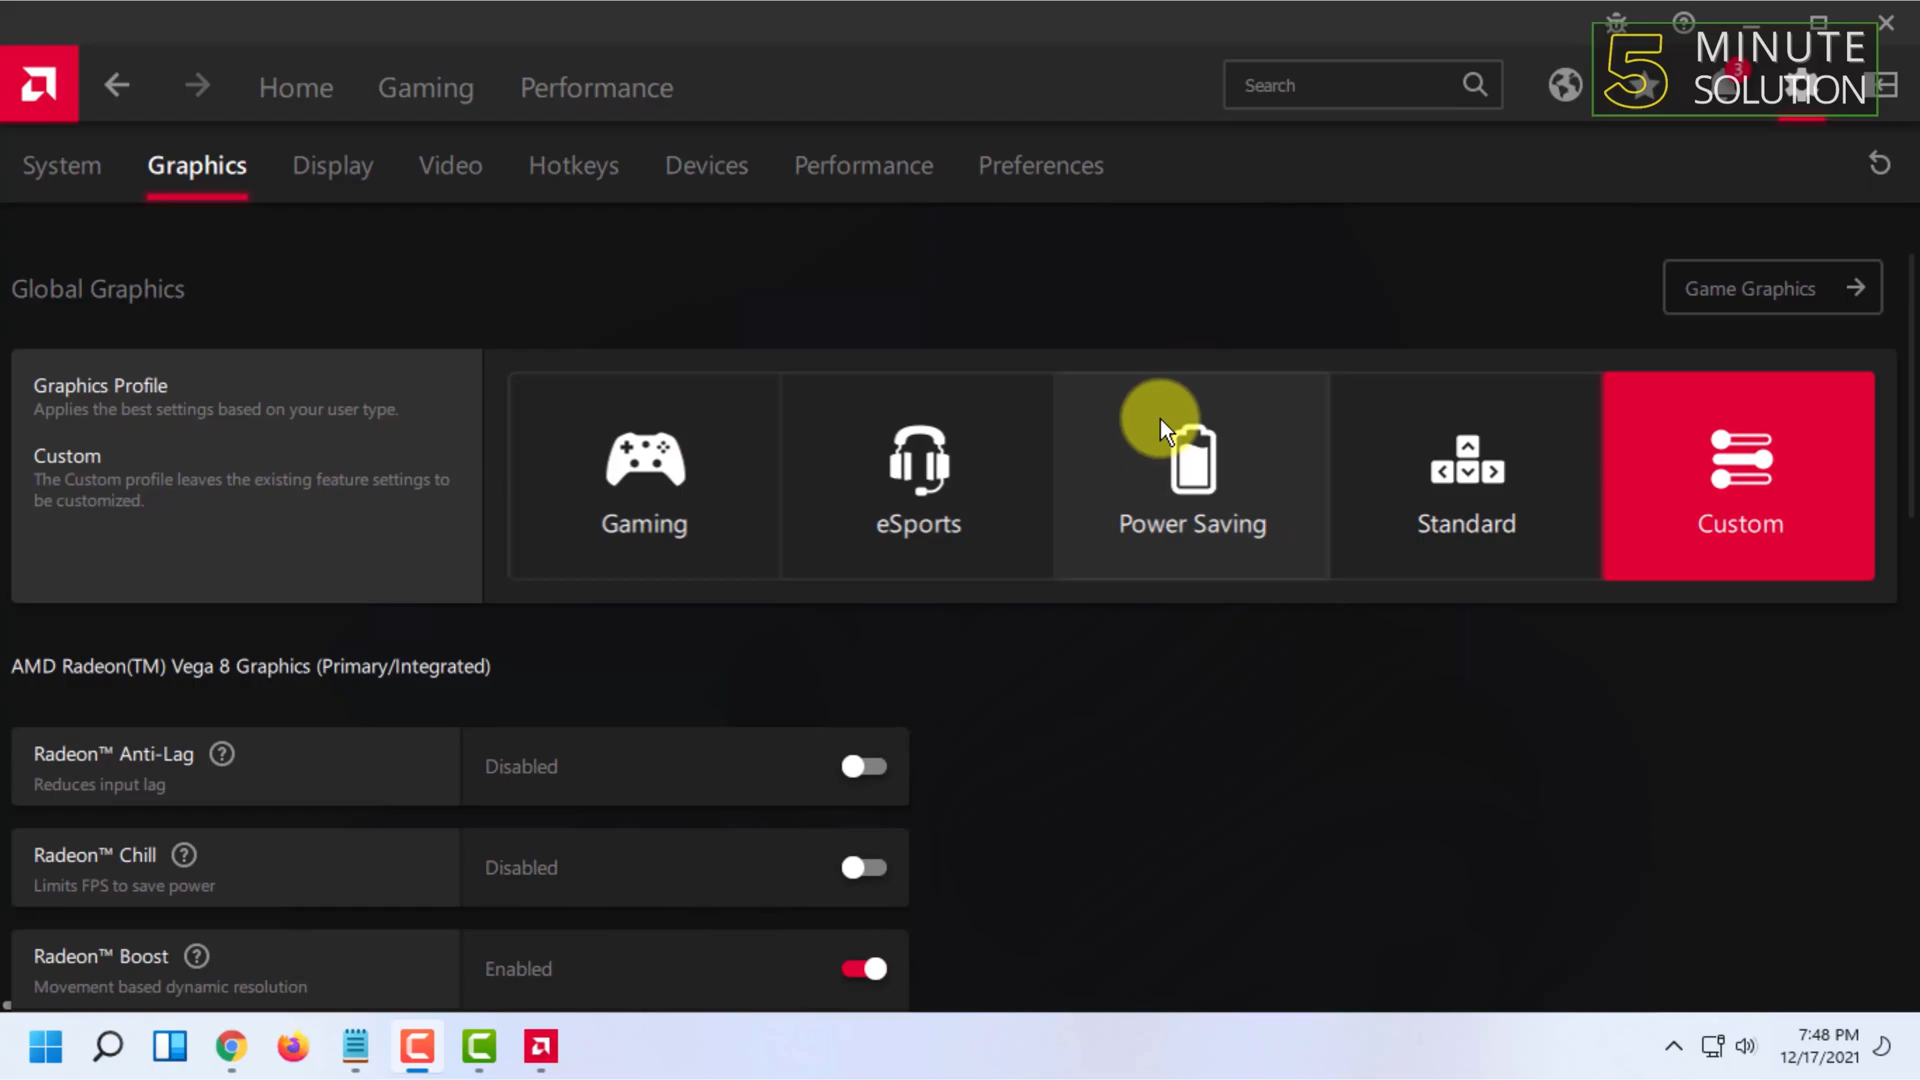 5 MINUTE
SOLUTION
Home
Gaming
Performance
Search
3
System
Graphics
Display
Video
Hotkeys
Devices
Performance
Preferences
Global Graphics
Game Graphics
Graphics Profile
Applies the best settings based on your user type.
Custom
The Custom profile leaves the existing feature settings to
be customized.
Gaming
eSports
Power Saving
Standard
Custom
AMD Radeon(TM) Vega 8 Graphics (Primary/Integrated)
Radeon™ Anti-Lag
Reduces input lag
Disabled
Radeon™ Chill
Limits FPS to save power
Disabled
Radeon™ Boost
Movement based dynamic resolution
Enabled
7:48 PM
12/17/2021